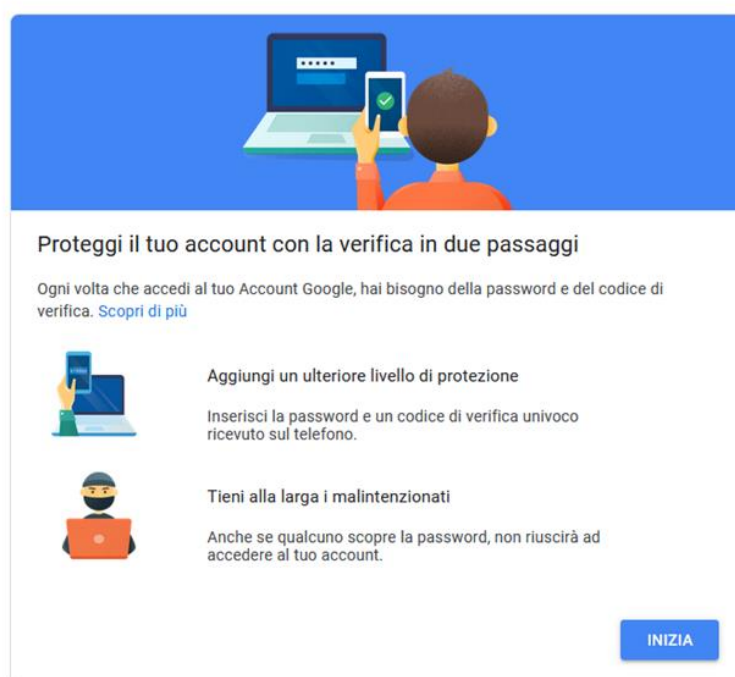 Proteggi il tuo account con la verifica in due passaggi
Ogni volta che accedi al tuo Account Google, hai bisogno della password e del codice di
verifica. Scopri di più
Aggiungi un ulteriore livello di protezione
Inserisci la password e un codice di verifica univoco
ricevuto sul telefono.
Tieni alla larga i malintenzionati
Anche se qualcuno scopre la password, non riuscirà ad
accedere al tuo account.
INIZIA